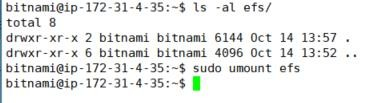 bitnami@ip-172-31-4-35:~$ ls -al efs/
total 8
drwxr-xr-x 2 bitnami bitnami 6144 Oct 14 13:57 .
drwxr-xr-x 6 bitnami bitnami 4096 Oct 14 13:52 ..
bitnami@ip-172-31-4-35:~$ sudo umount efs
bitnami@ip-172-31-4-35:~$